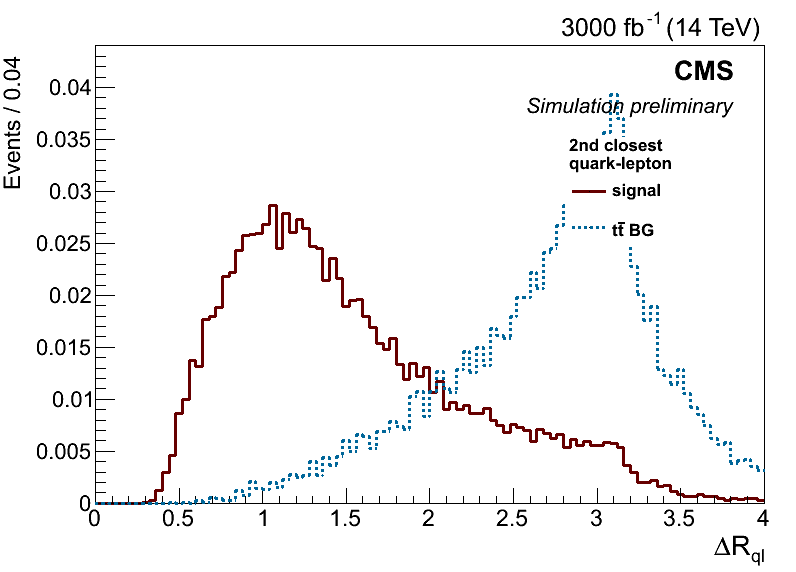 3000 fb⁻¹ (14 TeV)
CMS
Simulation preliminary
2nd closest
quark-lepton
signal
tt̄ BG
Events / 0.04
0.04
0.035
0.03
0.025
0.02
0.015
0.01
0.005
0
0 0.5 1 1.5 2 2.5 3 3.5 4
ΔR_ql